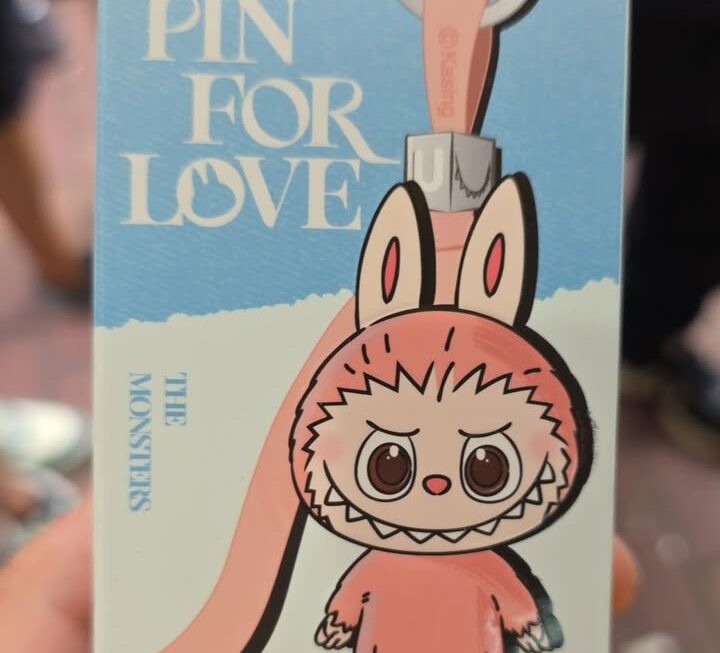 PIN
FOR
LOVE
© Kasing
U
THE
MONSTERS